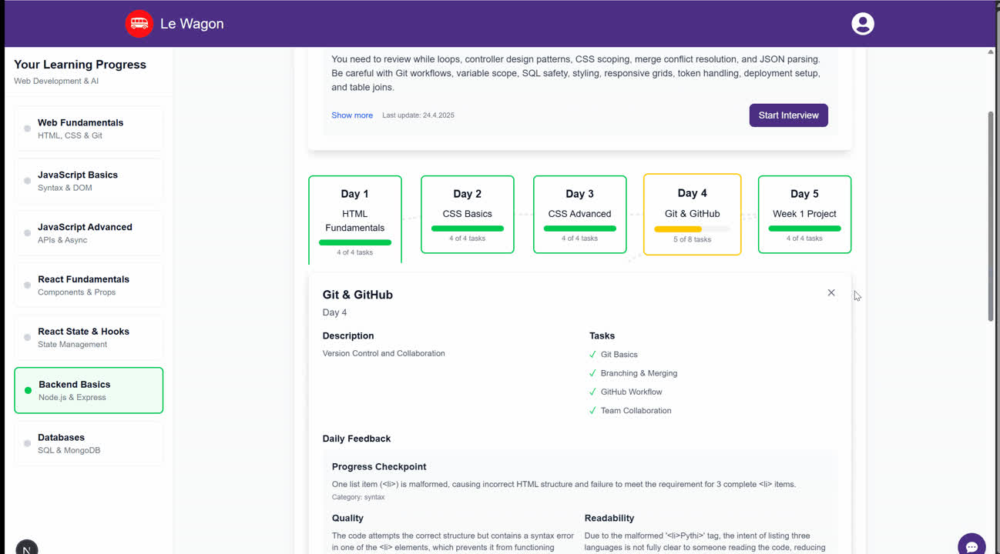 Le Wagon
Your Learning Progress
Web Development & AI
Web Fundamentals
HTML, CSS & Git
JavaScript Basics
Syntax & DOM
JavaScript Advanced
APIs & Async
React Fundamentals
Components & Props
React State & Hooks
State Management
Backend Basics
Node.js & Express
Databases
SQL & MongoDB
N
You need to review while loops, controller design patterns, CSS scoping, merge conflict resolution, and JSON parsing.
Be careful with Git workflows, variable scope, SQL safety, styling, responsive grids, token handling, deployment setup,
and table joins.
Show more Last update: 24.4.2025
Start Interview
Day 1
HTML
Fundamentals
4 of 4 tasks
Day 2
CSS Basics
4 of 4 tasks
Day 3
CSS Advanced
4 of 4 tasks
Day 4
Git & GitHub
5 of 8 tasks
Day 5
Week 1 Project
4 of 4 tasks
Git & GitHub
Day 4
Description
Version Control and Collaboration
Tasks
Git Basics
Branching & Merging
GitHub Workflow
Team Collaboration
Daily Feedback
Progress Checkpoint
One list item (<li>) is malformed, causing incorrect HTML structure and failure to meet the requirement for 3 complete <li> items.
Category: syntax
Quality
The code attempts the correct structure but contains a syntax error
in one of the <li> elements, which prevents it from functioning
Readability
Due to the malformed '<li>Pythi>' tag, the intent of listing three
languages is not fully clear to someone reading the code, reducing